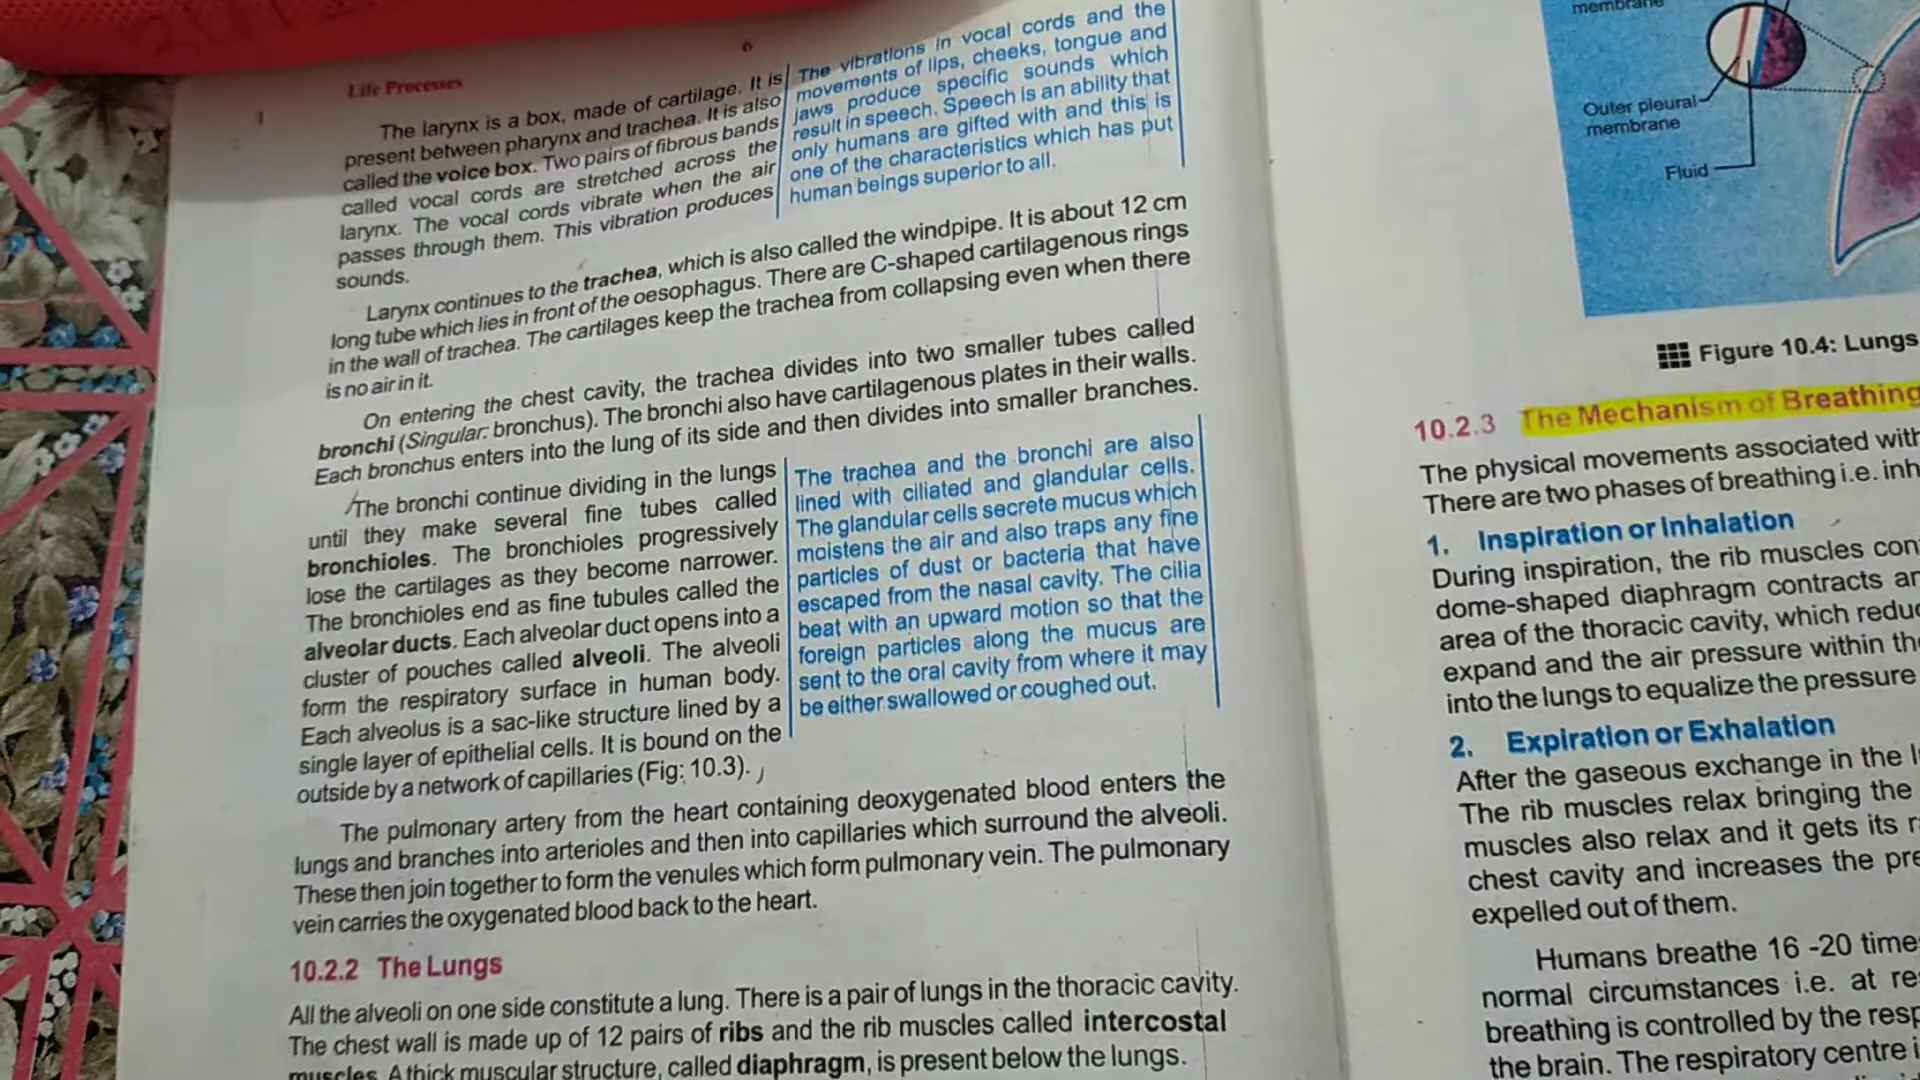 6
Life Processes
The larynx is a box, made of cartilage. It is
present between pharynx and trachea. It is also
called the voice box. Two pairs of fibrous bands
called vocal cords are stretched across the
larynx. The vocal cords vibrate when the air
passes through them. This vibration produces
sounds.
The vibrations in vocal cords and the
movements of lips, cheeks, tongue and
jaws produce specific sounds which
result in speech. Speech is an ability that
only humans are gifted with and this is
one of the characteristics which has put
human beings superior to all.
Larynx continues to the trachea, which is also called the windpipe. It is about 12 cm
long tube which lies in front of the oesophagus. There are C-shaped cartilagenous rings
in the wall of trachea. The cartilages keep the trachea from collapsing even when there
is no air in it.
On entering the chest cavity, the trachea divides into two smaller tubes called
bronchi (Singular: bronchus). The bronchi also have cartilagenous plates in their walls.
Each bronchus enters into the lung of its side and then divides into smaller branches.
The bronchi continue dividing in the lungs
until they make several fine tubes called
bronchioles. The bronchioles progressively
lose the cartilages as they become narrower.
The bronchioles end as fine tubules called the
alveolar ducts. Each alveolar duct opens into a
cluster of pouches called alveoli. The alveoli
form the respiratory surface in human body.
Each alveolus is a sac-like structure lined by a
single layer of epithelial cells. It is bound on the
outside by a network of capillaries (Fig: 10.3).
The trachea and the bronchi are also
lined with ciliated and glandular cells.
The glandular cells secrete mucus which
moistens the air and also traps any fine
particles of dust or bacteria that have
escaped from the nasal cavity. The cilia
beat with an upward motion so that the
foreign particles along the mucus are
sent to the oral cavity from where it may
be either swallowed or coughed out.
The pulmonary artery from the heart containing deoxygenated blood enters the
lungs and branches into arterioles and then into capillaries which surround the alveoli.
These then join together to form the venules which form pulmonary vein. The pulmonary
vein carries the oxygenated blood back to the heart.
10.2.2 The Lungs
All the alveoli on one side constitute a lung. There is a pair of lungs in the thoracic cavity.
The chest wall is made up of 12 pairs of ribs and the rib muscles called intercostal
muscles. A thick muscular structure, called diaphragm, is present below the lungs.
membrane
Outer pleural
membrane
Fluid
Figure 10.4: Lungs
10.2.3 The Mechanism of Breathing
The physical movements associated with
There are two phases of breathing i.e. inh
1. Inspiration or Inhalation
During inspiration, the rib muscles con
dome-shaped diaphragm contracts an
area of the thoracic cavity, which reduc
expand and the air pressure within the
into the lungs to equalize the pressure
2. Expiration or Exhalation
After the gaseous exchange in the l
The rib muscles relax bringing the
muscles also relax and it gets its r
chest cavity and increases the pre
expelled out of them.
Humans breathe 16 -20 time
normal circumstances i.e. at re
breathing is controlled by the resp
the brain. The respiratory centre i